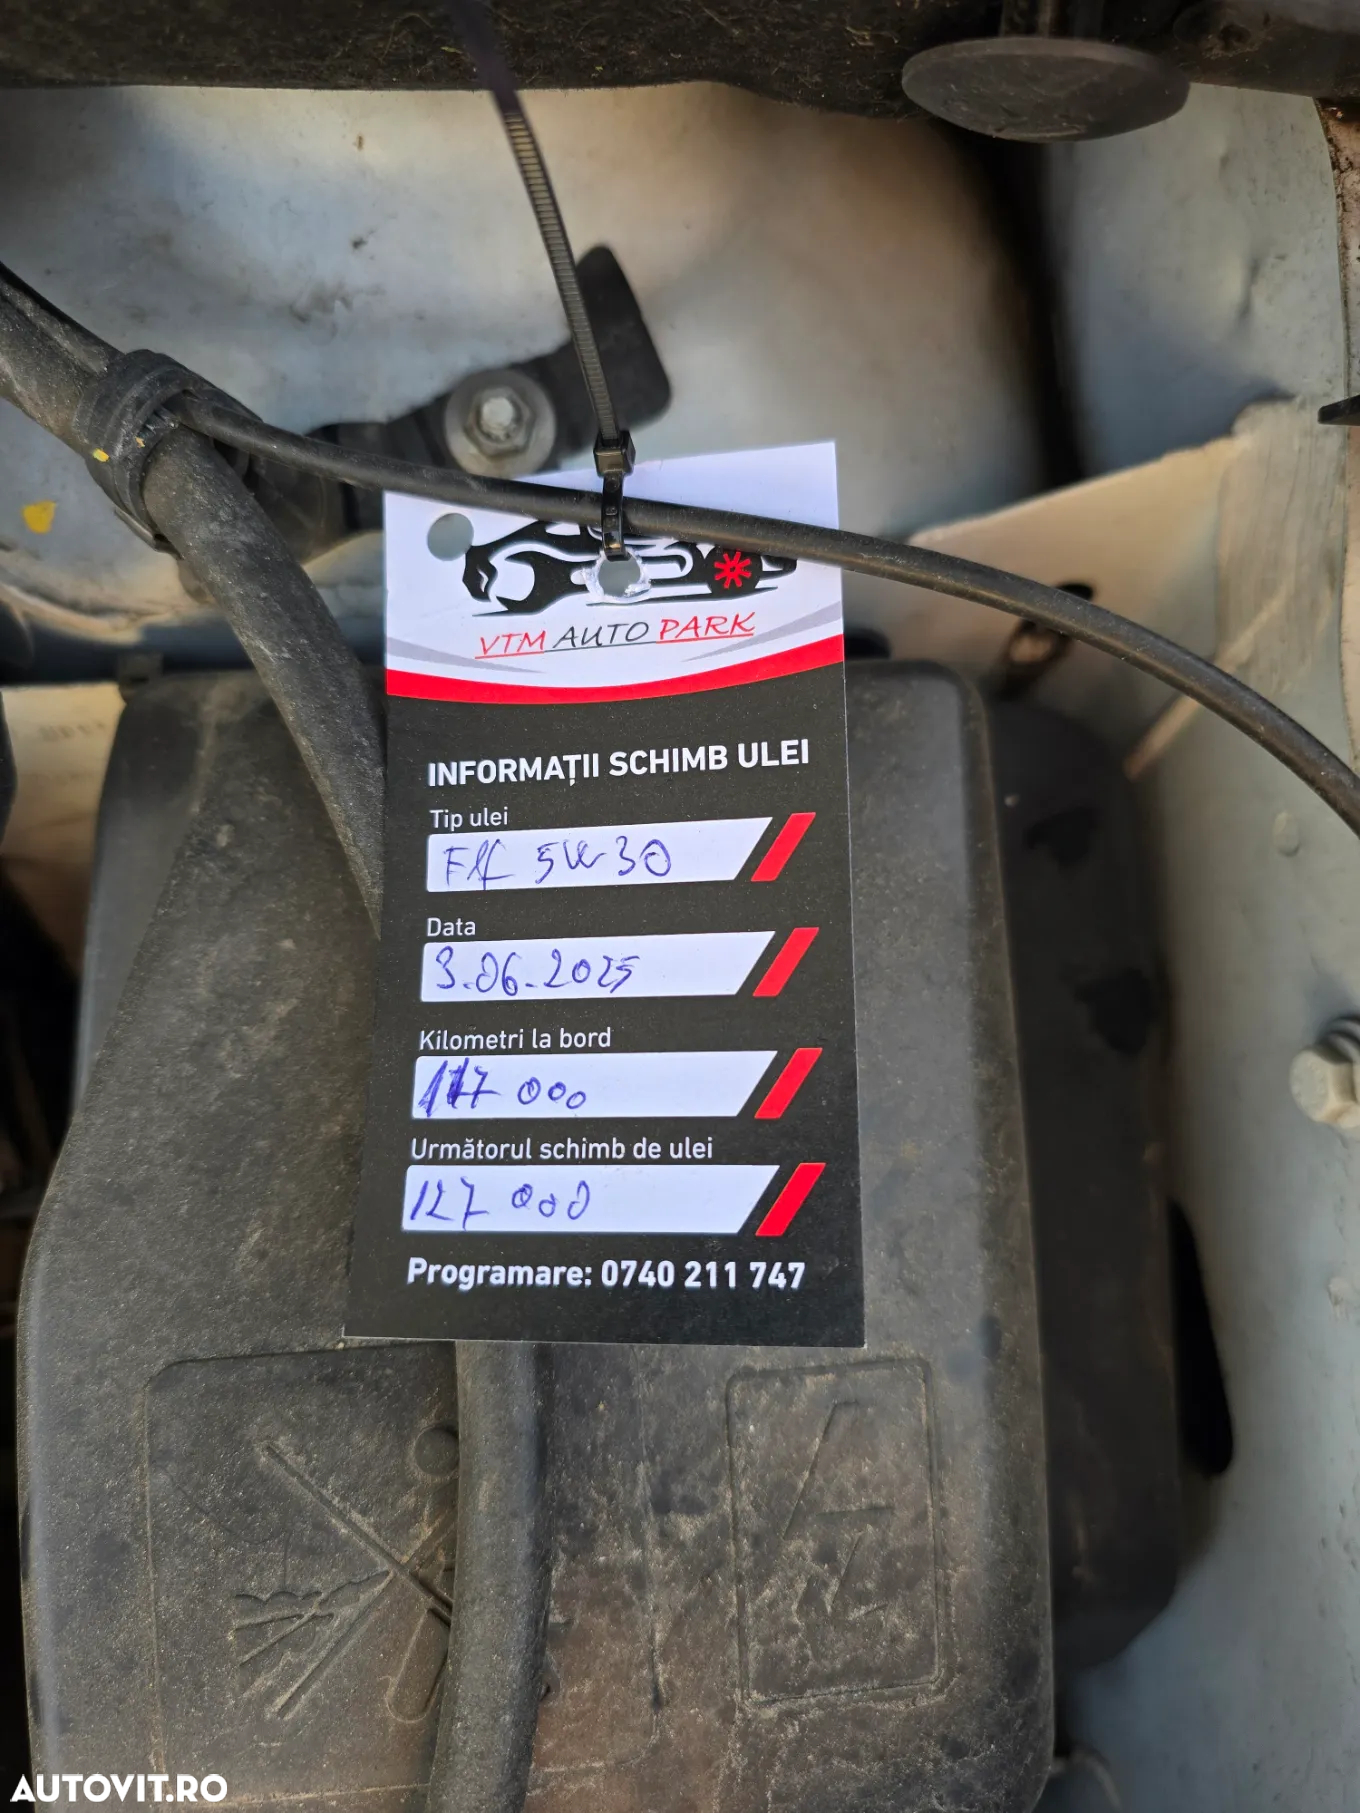 VTM AUTO PARK
INFORMAȚII SCHIMB ULEI
Tip ulei
5W30
Data
3.06.2025
Kilometri la bord
117 000
Următorul schimb de ulei
127 000
Programare: 0740 211 747
AUTOVIT.RO